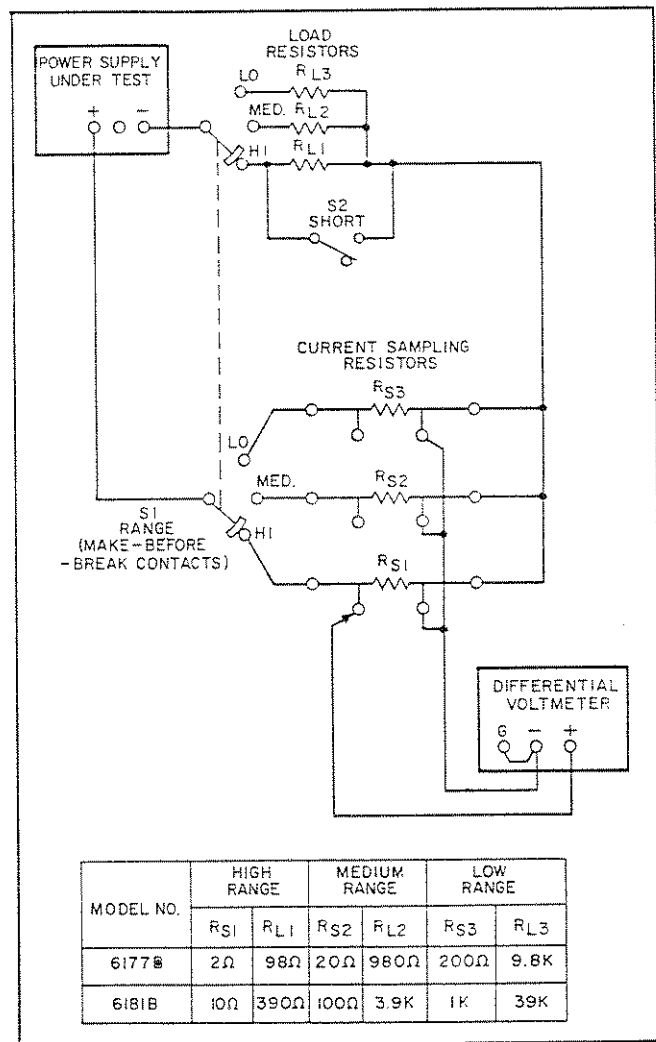 POWER SUPPLY
UNDER TEST
+ -
LOAD
RESISTORS
LO
RL3
MED.
RL2
HI
RL1
S2
SHORT
CURRENT SAMPLING
RESISTORS
RS3
LO
MED.
RS2
S1
RANGE
(MAKE-BEFORE
-BREAK CONTACTS)
HI
RS1
DIFFERENTIAL
VOLTMETER
G - +
MODEL NO. HIGH RANGE MEDIUM RANGE LOW RANGE
RS1 RL1 RS2 RL2 RS3 RL3
6177B 2Ω 98Ω 20Ω 980Ω 200Ω 9.8K
6181B 10Ω 390Ω 100Ω 3.9K 1K 39K